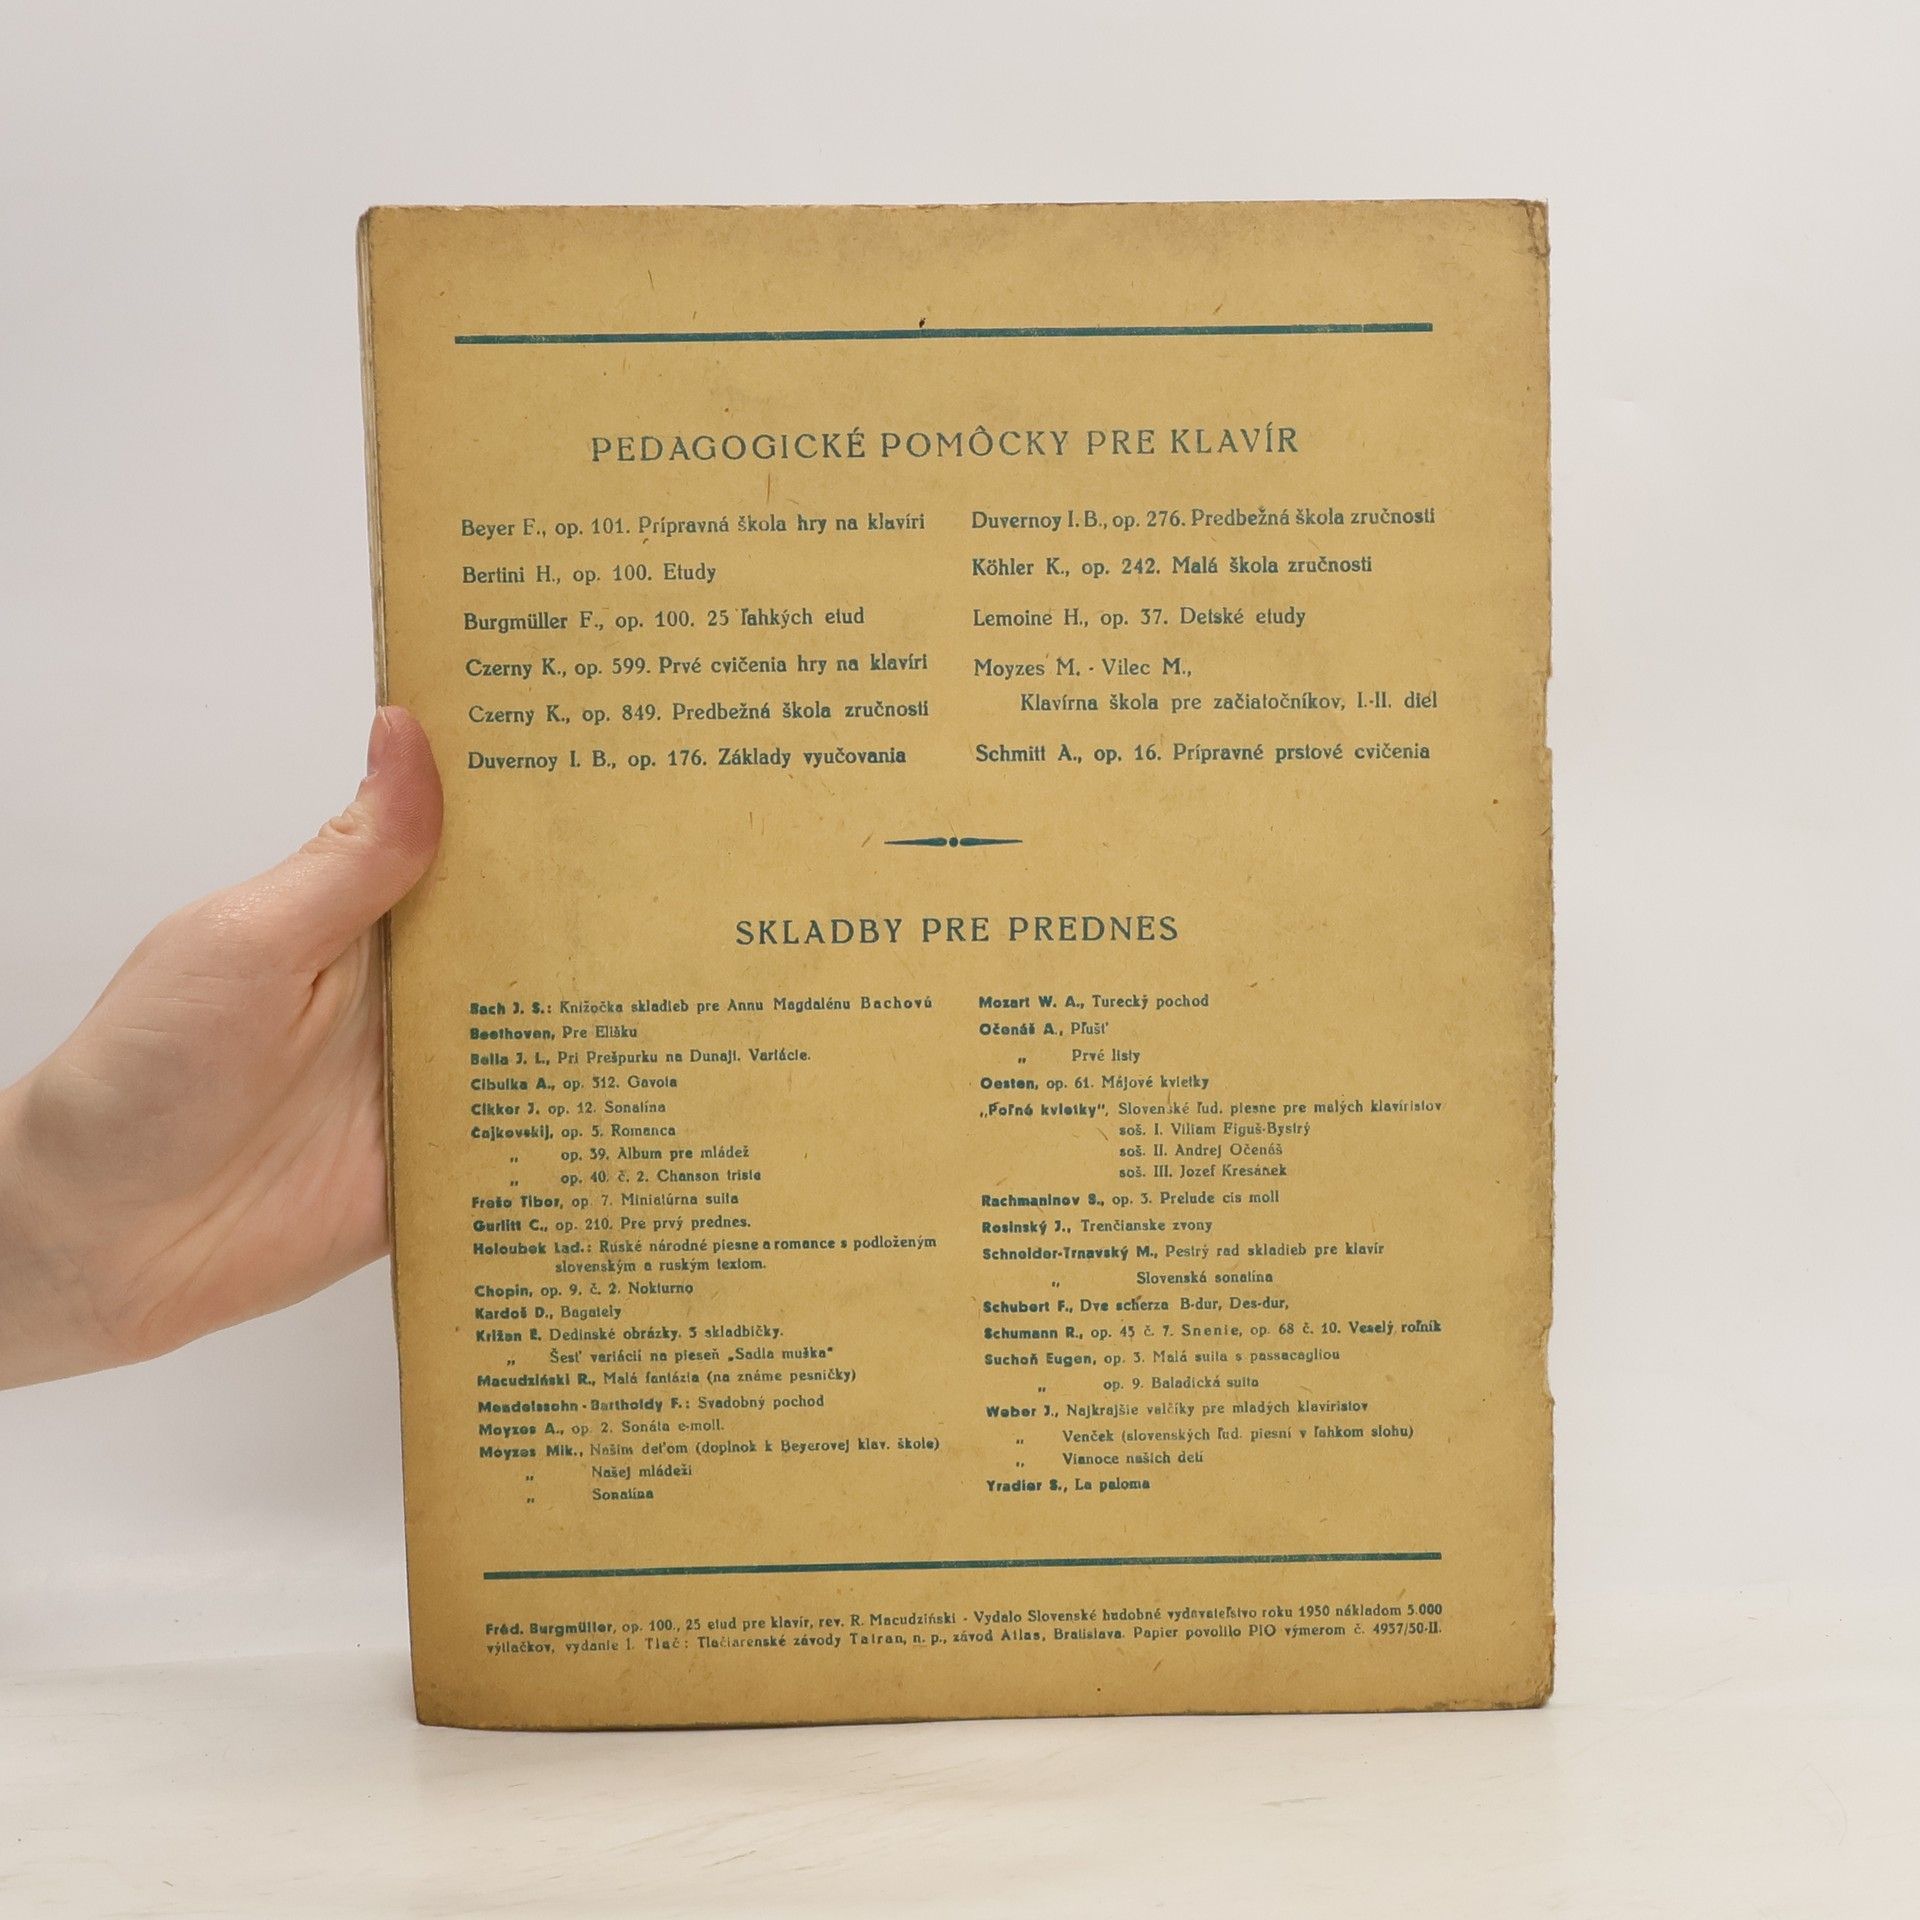 PEDAGOGICKÉ POMÔCKY PRE KLAVÍR
Beyer F., op. 101. Prípravná škola hry na klavíri
Bertini H., op. 100. Etudy
Burgmüller F., op. 100. 25 ľahkých etud
Czerny K., op. 599. Prvé cvičenia hry na klavíri
Czerny K., op. 849. Predbežná škola zručnosti
Duvernoy I. B., op. 176. Základy vyučovania
Duvernoy I. B., op. 276. Predbežná škola zručnosti
Köhler K., op. 242. Malá škola zručnosti
Lemoine H., op. 37. Detské etudy
Moyzes M. - Vilec M.,
Klavírna škola pre začiatočníkov, I.-II. diel
Schmitt A., op. 16. Prípravné prstové cvičenia
SKLADBY PRE PREDNES
Bach J. S.: Knižočka skladieb pre Annu Magdalénu Bachovú
Beethoven, Pre Elišku
Bella J. L., Pri Prešpurku na Dunaji. Variácie.
Cibulka A., op. 312. Gavota
Cikker J. op. 12. Sonatína
Čajkovskij, op. 5. Romanca
„ op. 39. Album pre mládež
„ op. 40. č. 2. Chanson triste
Frešo Tibor, op. 7. Miniatúrna suita
Gurlitt C., op. 210. Pre prvý prednes.
Holoubek Lad.: Ruské národné piesne a romance s podloženým
slovenským a ruským textom.
Chopin, op. 9. č. 2. Nokturno
Kardoš D., Bagately
Križan E. Dedinské obrázky. 3 skladbičky.
„ Šesť variácií na pieseň „Sadla muška"
Macudziński R., Malá fantázia (na známe pesničky)
Mendelssohn - Bartholdy F.: Svadobný pochod
Moyzes A., op. 2. Sonáta e-moll.
Moyzes Mik., Našim deťom (doplnok k Beyerovej klav. škole)
„ Našej mládeži
„ Sonatína
Mozart W. A., Turecký pochod
Očenáš A., Pľušť
„ Prvé listy
Oesten, op. 61. Májové kvietky
„Poľné kvietky", Slovenské ľud. piesne pre malých klaviristov
soš. I. Viliam Figuš-Bystrý
soš. II. Andrej Očenáš
soš. III. Jozef Kresánek
Rachmaninov S., op. 3. Prelude cis moll
Rosinský J., Trenčianske zvony
Schneider-Trnavský M., Pestrý rad skladieb pre klavír
„ Slovenská sonatína
Schubert F., Dve scherza B-dur, Des-dur,
Schumann R., op. 45 č. 7. Snenie, op. 68 č. 10. Veselý roľník
Suchoň Eugen, op. 3. Malá suita s passacagliou
„ op. 9. Baladická suita
Weber J., Najkrajšie valčíky pre mladých klaviristov
„ Venček (slovenských ľud. piesní v ľahkom slohu)
„ Vianoce našich detí
Yradier S., La paloma
Fréd. Burgmüller, op. 100., 25 etud pre klavír, rev. R. Macudziński - Vydalo Slovenské hudobné vydavateľstvo roku 1950 nákladom 5.000
výtlačkov, vydanie 1. Tlač: Tlačiarenské závody Tatran, n. p., závod Atlas, Bratislava. Papier povolilo PIO výmerom č. 4957/50-II.